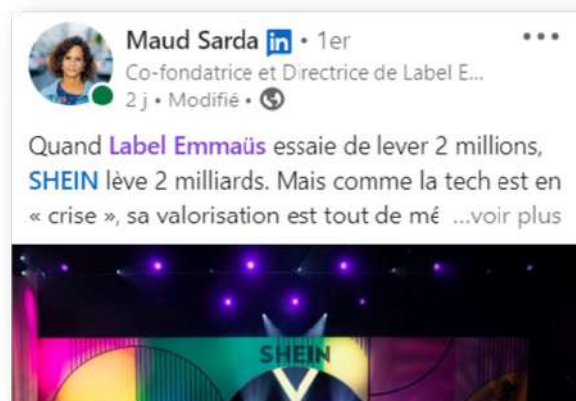 Maud Sarda in • 1er
Co-fondatrice et Directrice de Label E...
2 j • Modifié •
Quand Label Emmaüs essaie de lever 2 millions,
SHEIN lève 2 milliards. Mais comme la tech est en
« crise », sa valorisation est tout de mê ...voir plus
SHEIN